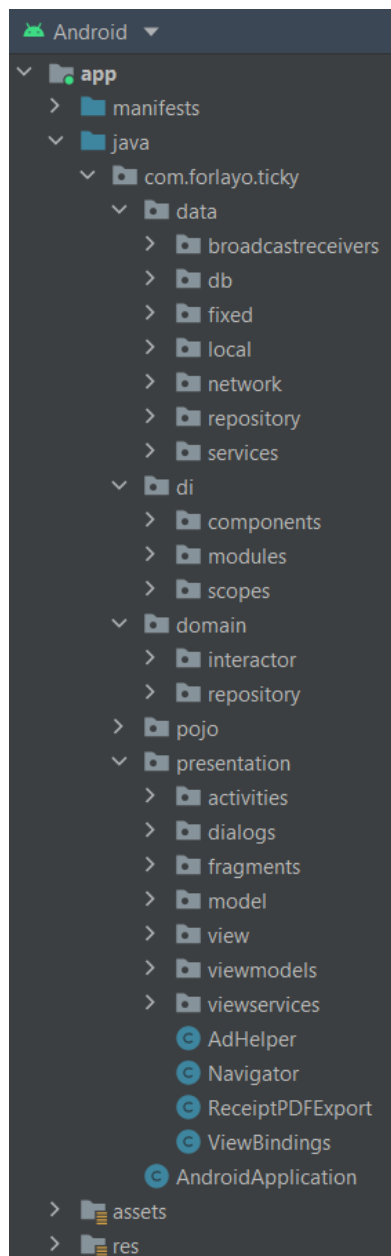 Android
app
manifests
java
com.forlayo.ticky
data
broadcastreceivers
db
fixed
local
network
repository
services
di
components
modules
scopes
domain
interactor
repository
pojo
presentation
activities
dialogs
fragments
model
view
viewmodels
viewservices
C AdHelper
C Navigator
C ReceiptPDFExport
C ViewBindings
C AndroidApplication
assets
res